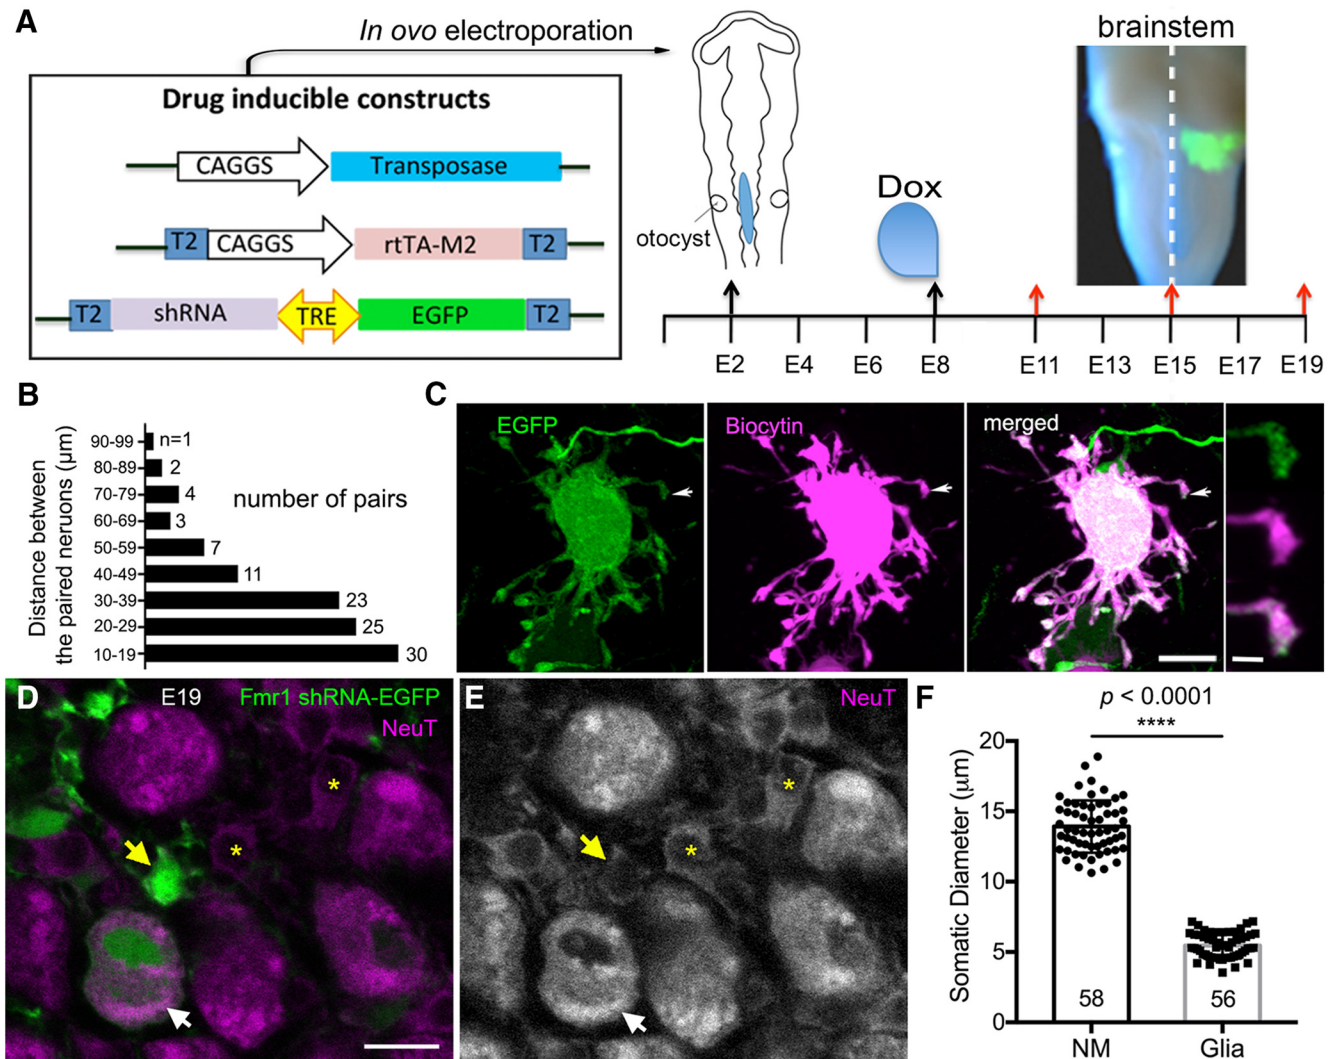 A
In ovo electroporation
brainstem
Drug inducible constructs
CAGGS Transposase
T2 CAGGS rtTA-M2 T2
T2 shRNA TRE EGFP T2
otocyst
Dox
E2 E4 E6 E8 E11 E13 E15 E17 E19
B
Distance between
the paired neruons (µm)
90-99 n=1
80-89 2
70-79 4
60-69 3
50-59 7
40-49 11
30-39 23
20-29 25
10-19 30
number of pairs
C
EGFP
Biocytin
merged
D
E19
Fmr1 shRNA-EGFP
NeuT
*
*
E
NeuT
*
*
F
p < 0.0001
****
Somatic Diameter (µm)
20
15
10
5
0
58
56
NM
Glia